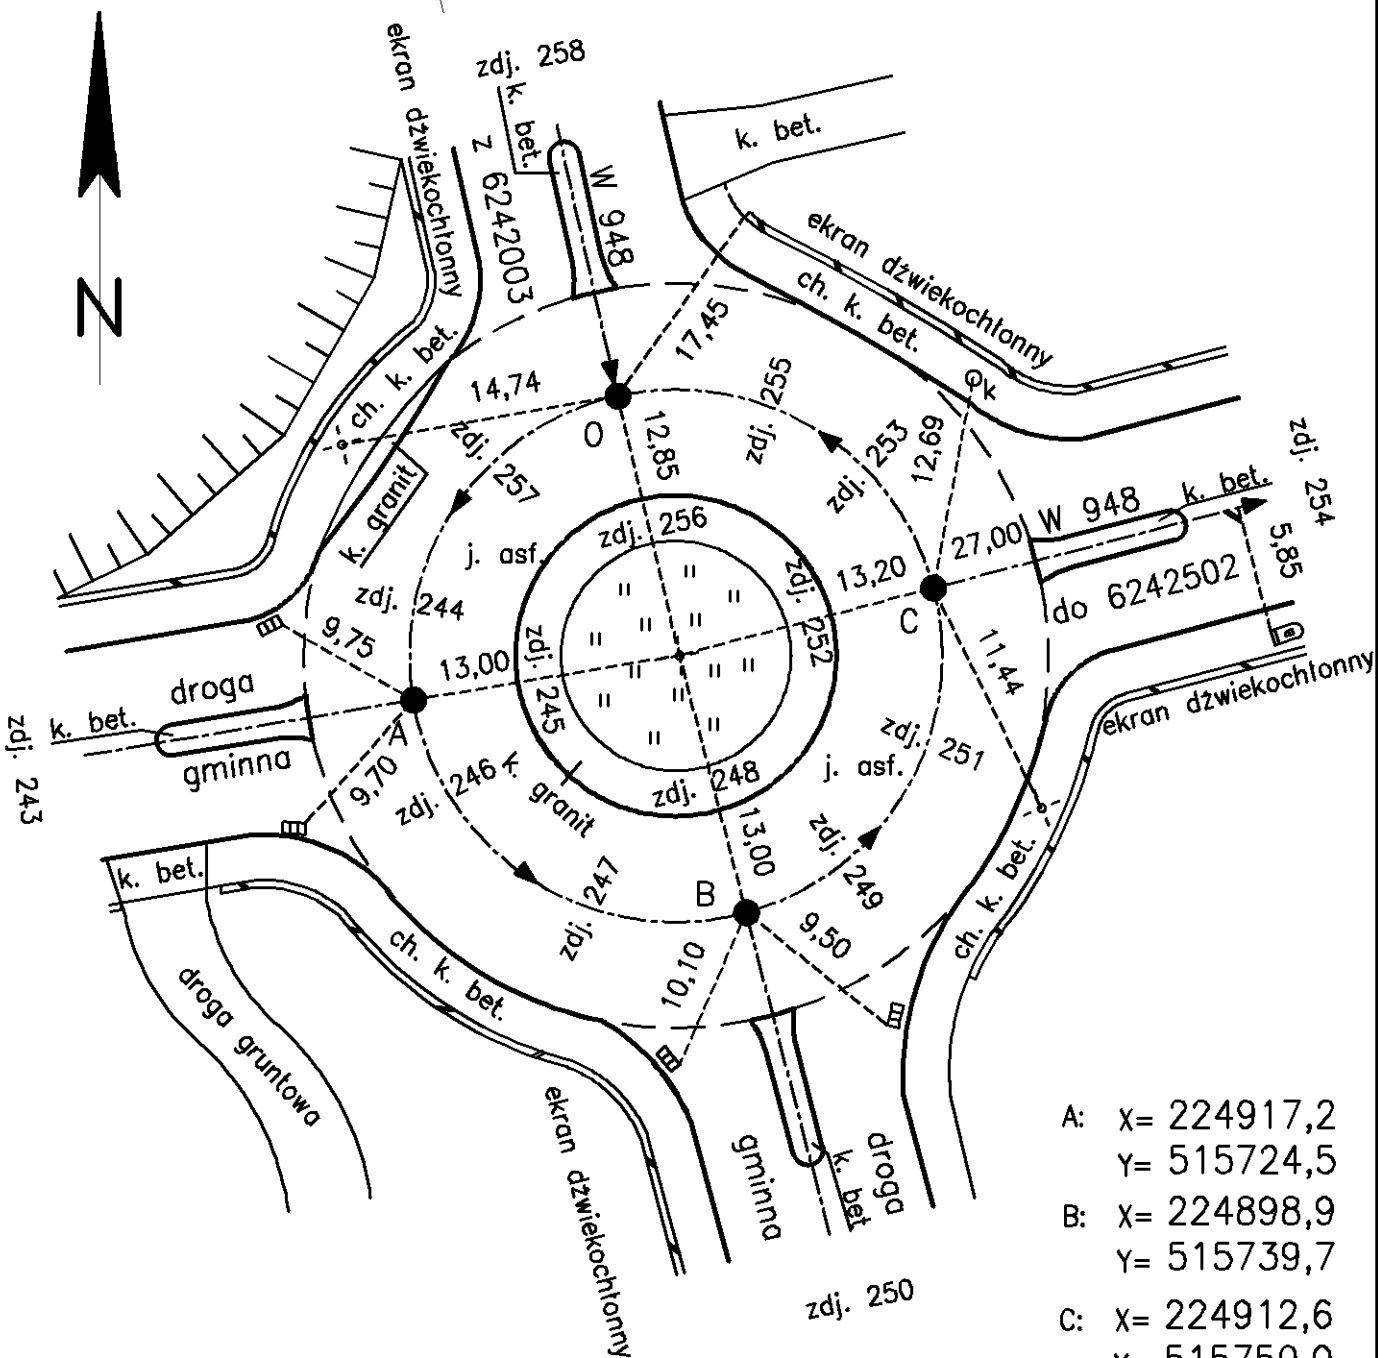 zdj. 258
ekran dźwiekochłonny
k. bet.
z 6242003
W 948
k. bet.
ekran dźwiekochłonny
ch. k. bet.
17,45
ch. k. bet.
14,74
O
12,85
zdj. 255
zdj. 253
12,69
k
zdj. 257
k. granit
j. asf.
zdj. 256
zdj. 254
k. bet.
W 948
27,00
5,85
13,20
C
do 6242502
zdj. 252
zdj. 244
9,75
13,00
zdj. 245
11,44
droga
k. bet.
gminna
zdj. 243
A
9,70
zdj. 246
k. granit
zdj. 248
j. asf.
zdj. 251
ekran dźwiekochłonny
13,00
zdj. 249
zdj. 247
B
9,50
10,10
k. bet.
ch. k. bet.
ch. k. bet.
droga gruntowa
ekran dźwiekochłonny
gminna
droga
k. bet
zdj. 250
N
A: X= 224917,2
Y= 515724,5
B: X= 224898,9
Y= 515739,7
C: X= 224912,6